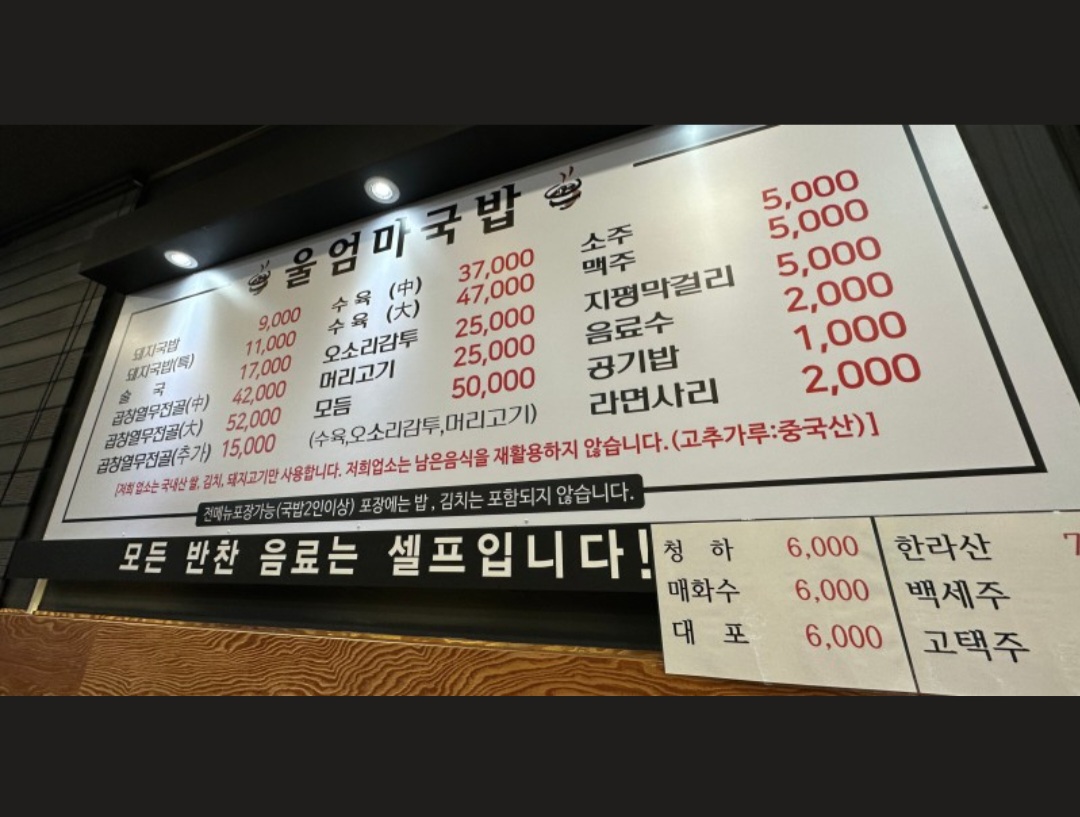 울엄마국밥
돼지국밥 9,000
돼지국밥(특) 11,000
술 국 17,000
곱창열무전골(中) 42,000
곱창열무전골(大) 52,000
곱창열무전골(추가) 15,000
수 육 (中) 37,000
수 육 (大) 47,000
오소리감투 25,000
머리고기 25,000
모듬 50,000
(수육,오소리감투,머리고기)
소주 5,000
맥주 5,000
지평막걸리 5,000
음료수 2,000
공기밥 1,000
라면사리 2,000
[저희 업소는 국내산 쌀, 김치, 돼지고기만 사용합니다. 저희업소는 남은음식을 재활용하지 않습니다.(고추가루:중국산)]
전메뉴포장가능(국밥2인이상) 포장에는 밥, 김치는 포함되지 않습니다.
모든 반찬 음료는 셀프입니다!
청 하 6,000
매화수 6,000
대 포 6,000
한라산 7
백세주
고택주